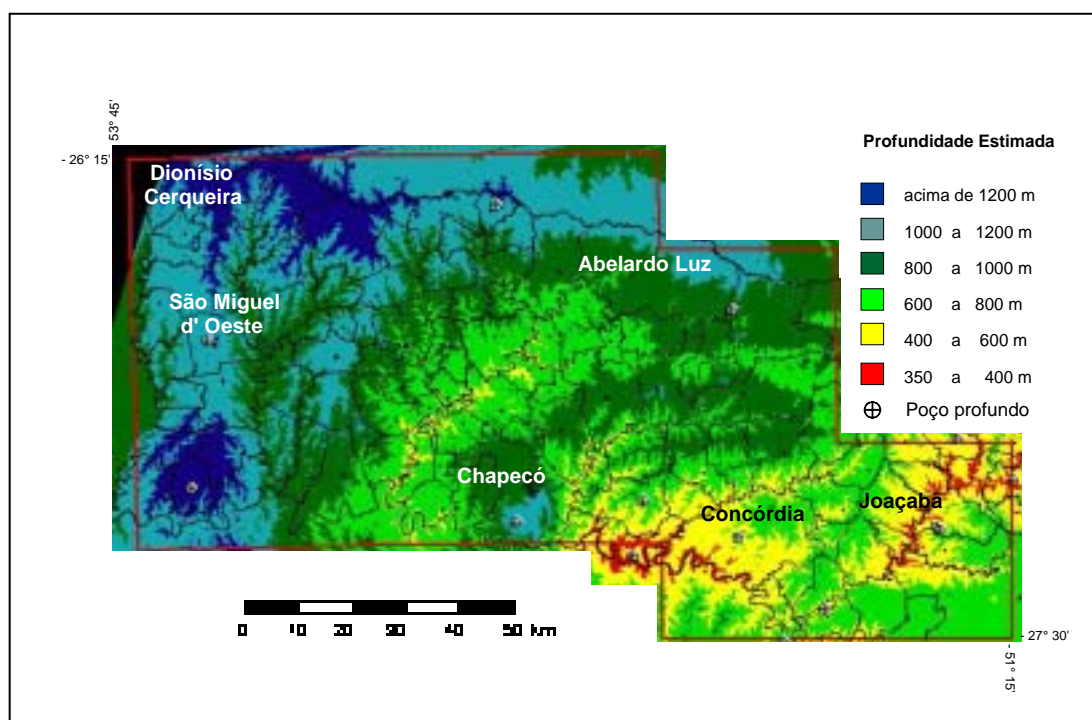 53° 45'
- 26° 15'
Dionísio
Cerqueira
São Miguel
d' Oeste
Abelardo Luz
Chapecó
Concórdia
Joaçaba
Profundidade Estimada
acima de 1200 m
1000 a 1200 m
800 a 1000 m
600 a 800 m
400 a 600 m
350 a 400 m
Poço profundo
0 10 20 30 40 50 km
- 27° 30'
- 51° 15'